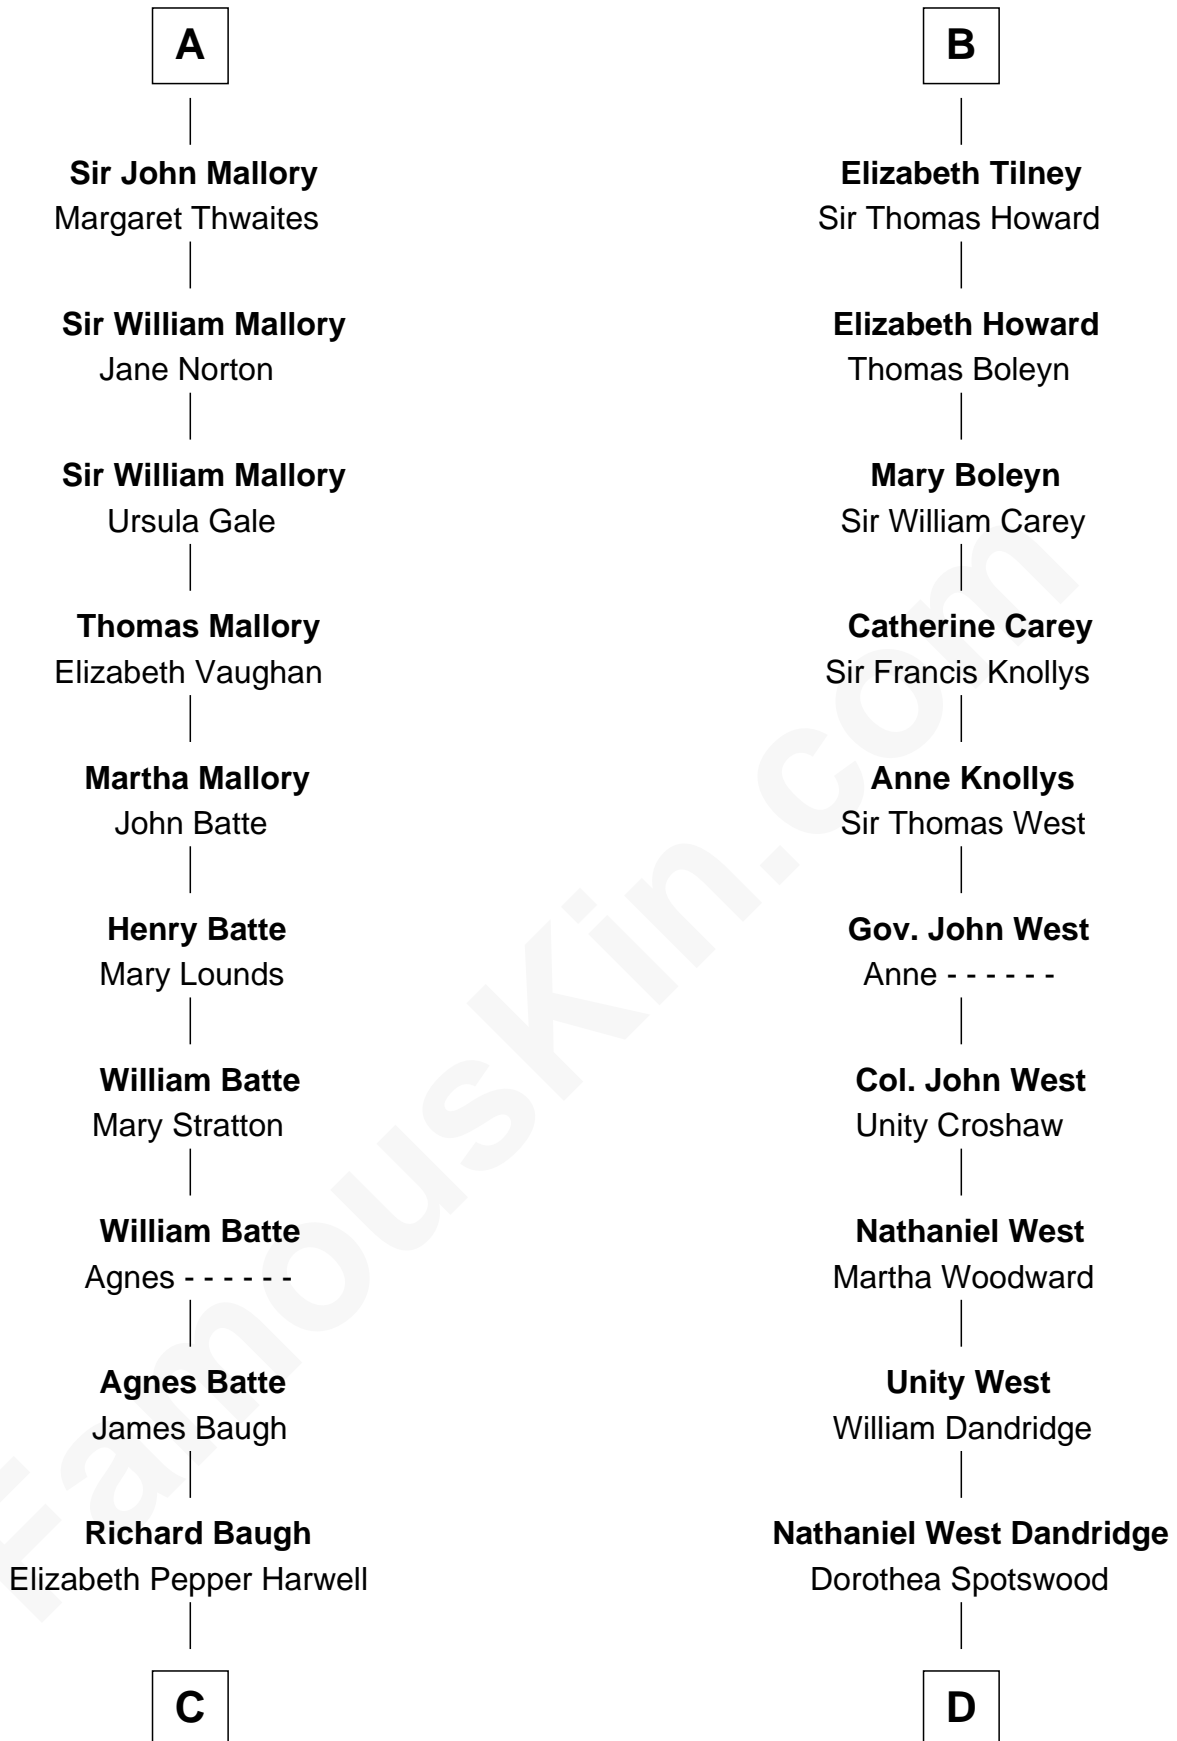 A
Sir John Mallory
Margaret Thwaites
Sir William Mallory
Jane Norton
Sir William Mallory
Ursula Gale
Thomas Mallory
Elizabeth Vaughan
Martha Mallory
John Batte
Henry Batte
Mary Lounds
William Batte
Mary Stratton
William Batte
Agnes - - - - - -
Agnes Batte
James Baugh
Richard Baugh
Elizabeth Pepper Harwell
C
B
Elizabeth Tilney
Sir Thomas Howard
Elizabeth Howard
Thomas Boleyn
Mary Boleyn
Sir William Carey
Catherine Carey
Sir Francis Knollys
Anne Knollys
Sir Thomas West
Gov. John West
Anne - - - - - -
Col. John West
Unity Croshaw
Nathaniel West
Martha Woodward
Unity West
William Dandridge
Nathaniel West Dandridge
Dorothea Spotswood
D
FamousKin.com